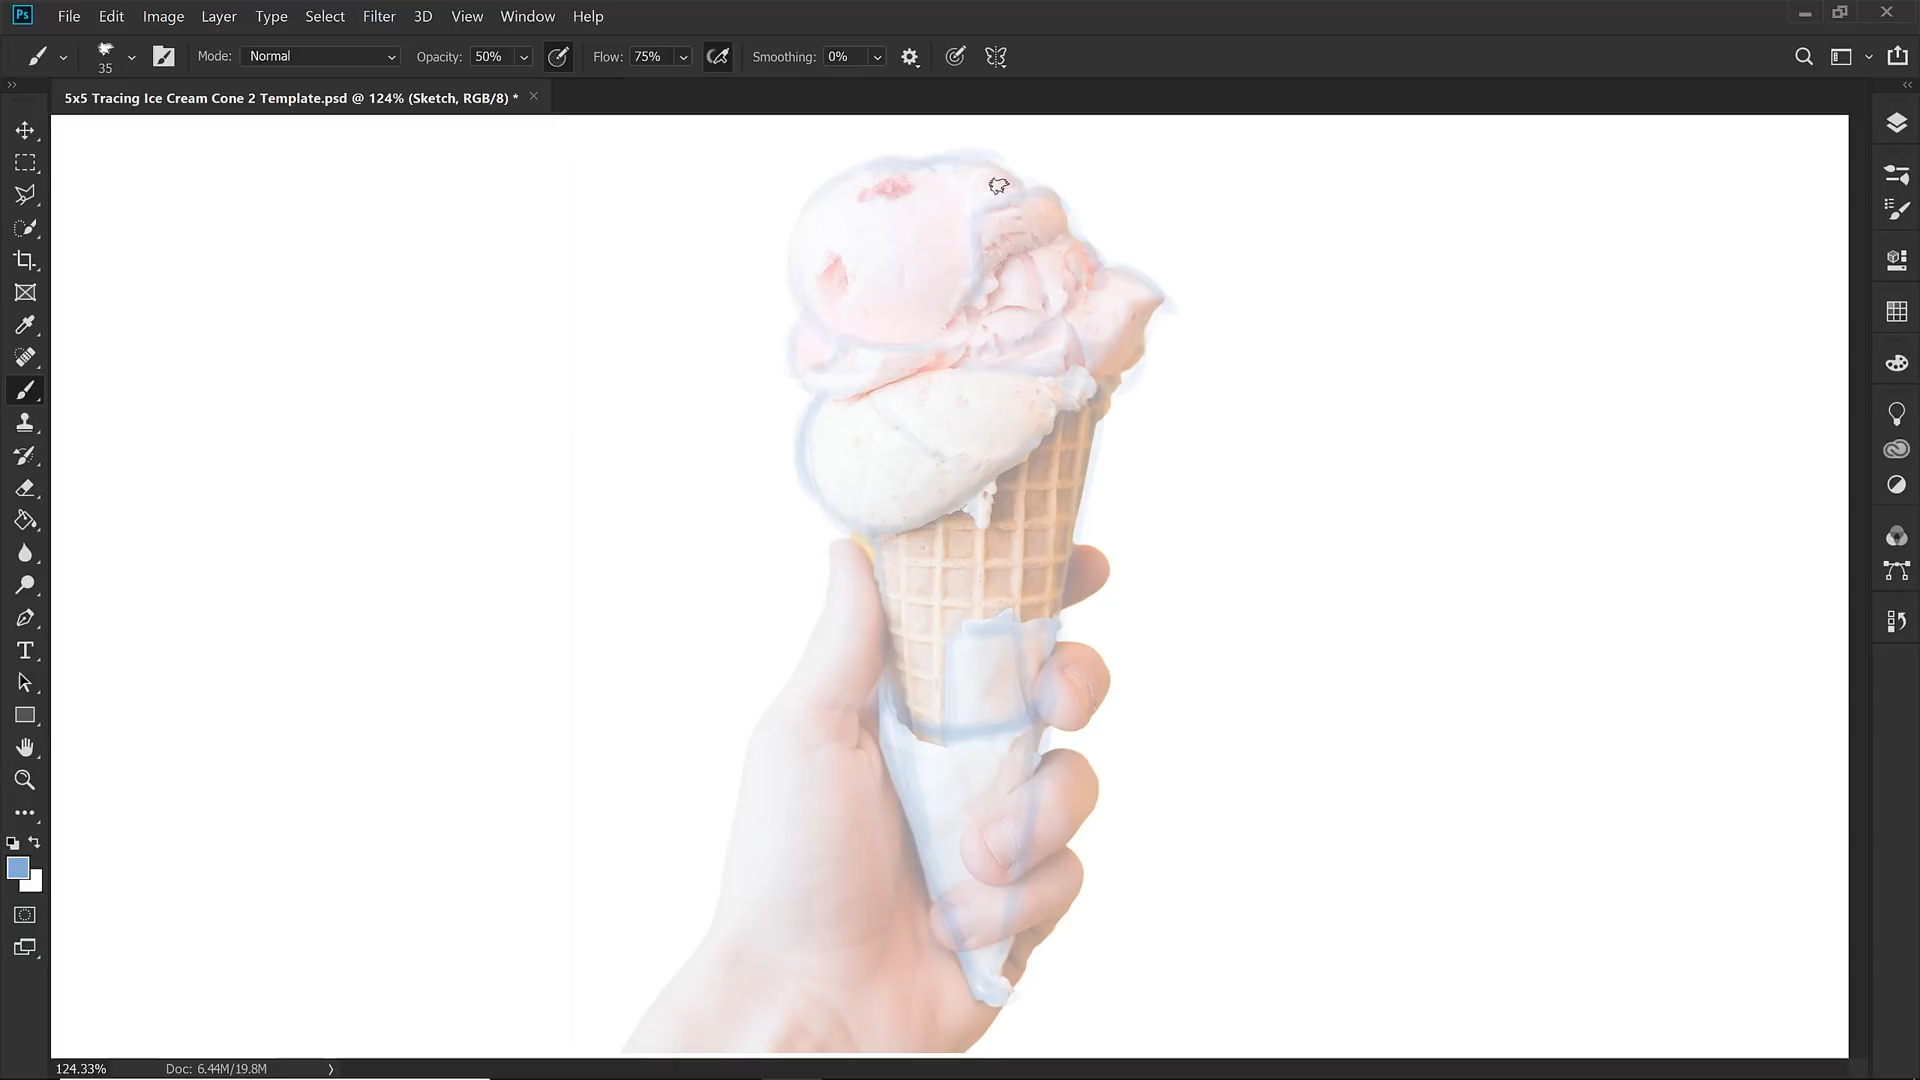 Ps File Edit Image Layer Type Select Filter 3D View Window Help
35 Mode: Normal Opacity: 50% Flow: 75% Smoothing: 0%
5x5 Tracing Ice Cream Cone 2 Template.psd @ 124% (Sketch, RGB/8) *
124.33% Doc: 6.44M/19.8M